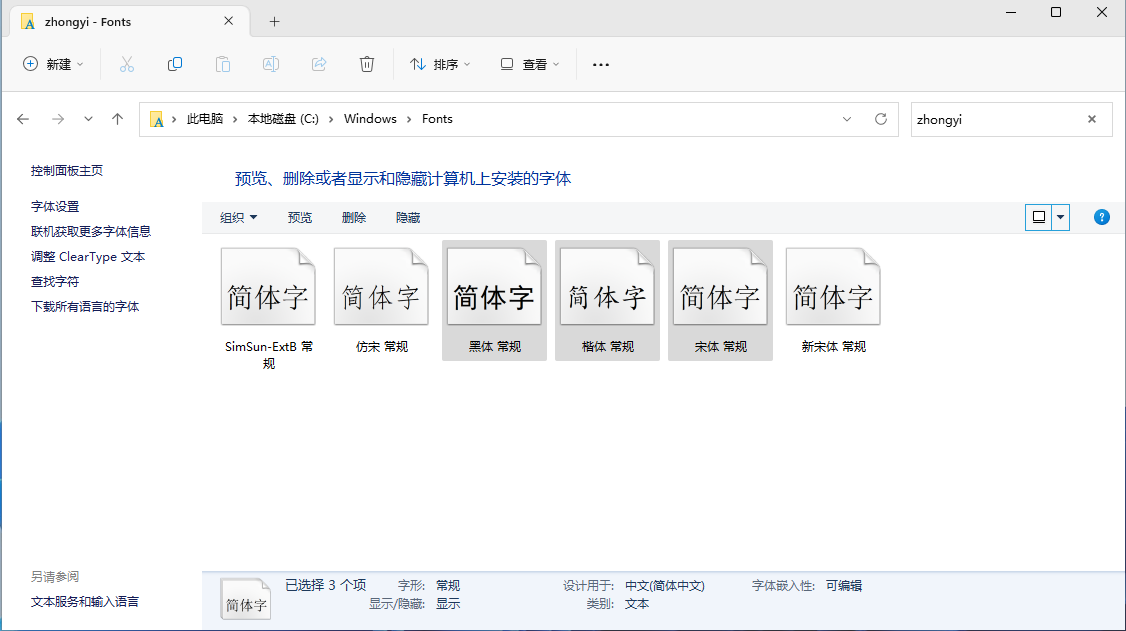 zhongyi - Fonts
新建
排序
查看
此电脑 > 本地磁盘 (C:) > Windows > Fonts
zhongyi
控制面板主页
字体设置
联机获取更多字体信息
调整 ClearType 文本
查找字符
下载所有语言的字体
另请参阅
文本服务和输入语言
预览、删除或者显示和隐藏计算机上安装的字体
组织 预览 删除 隐藏
简体字 简体字 简体字 简体字 简体字 简体字
SimSun-ExtB 常规
仿宋 常规
黑体 常规
楷体 常规
宋体 常规
新宋体 常规
简体字
已选择 3 个项 字形: 常规 设计用于: 中文(简体中文) 字体嵌入性: 可编辑
显示/隐藏: 显示 类别: 文本